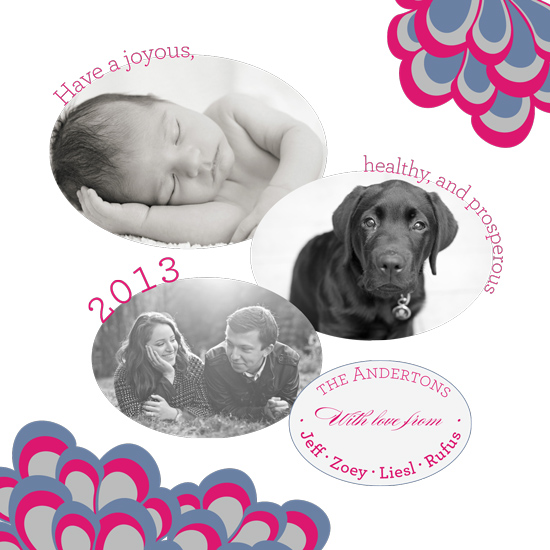 Have a joyous,
healthy, and prosperous
2013
THE ANDERTONS
With love from
· Jeff · Zoey · Liesl · Rufus ·